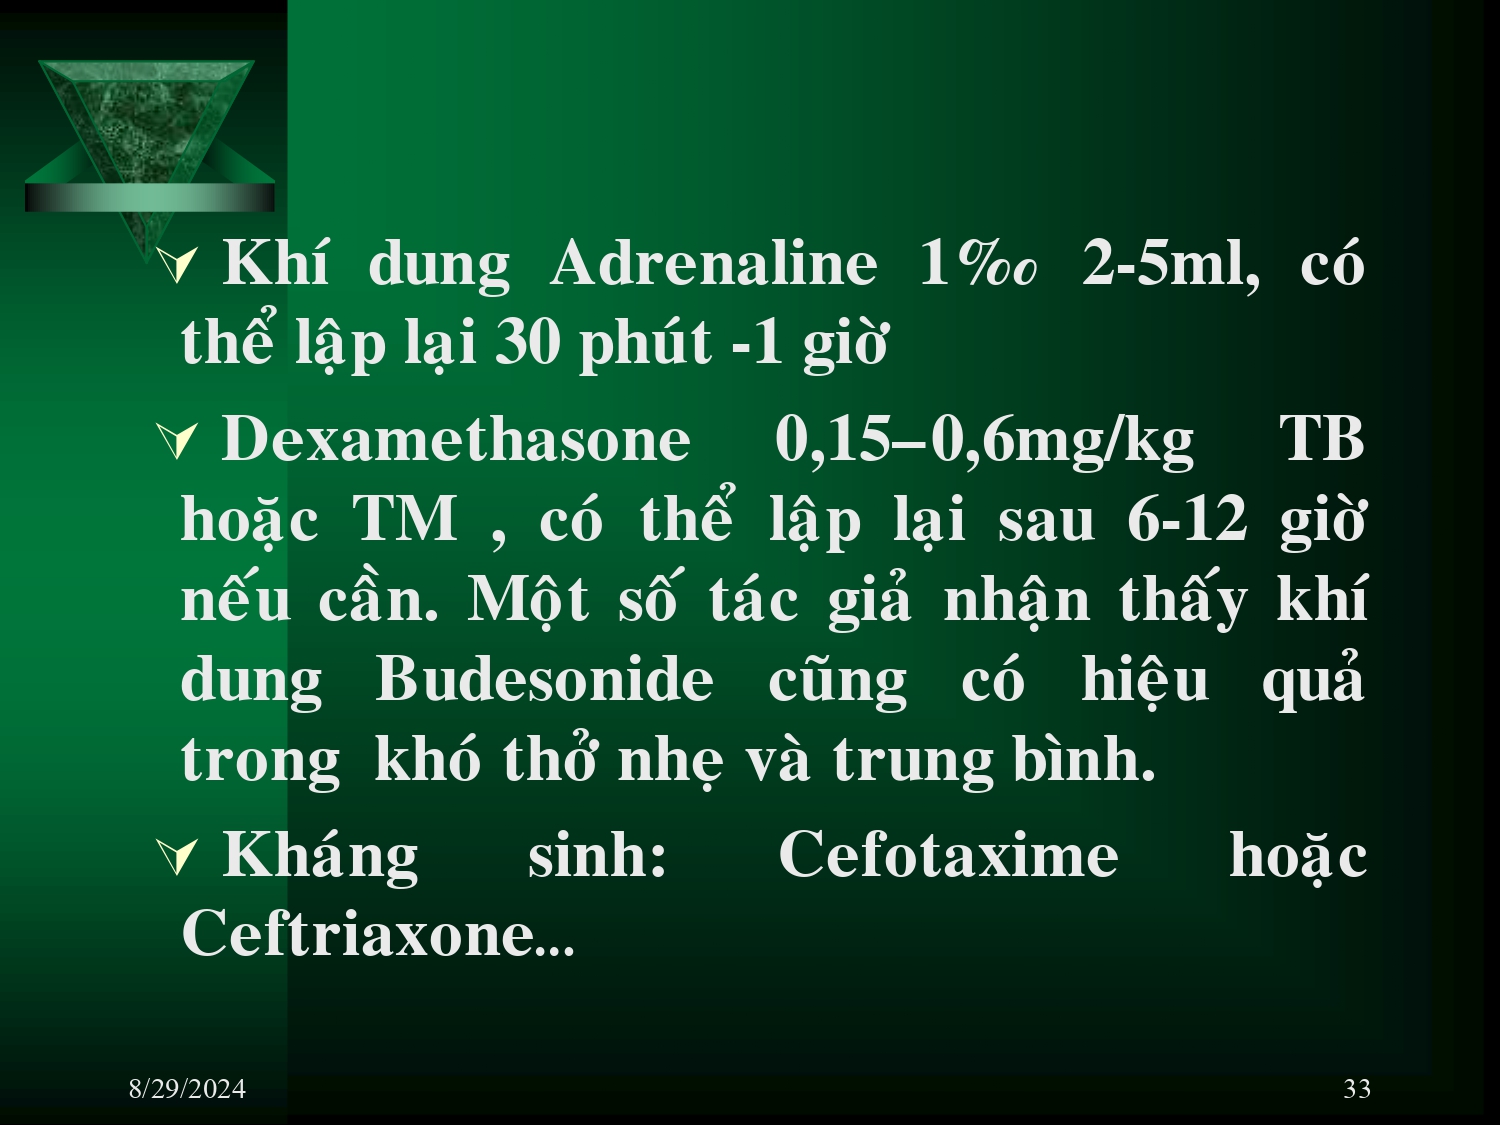 Khí dung Adrenaline 1‰ 2-5ml, có
thể lập lại 30 phút -1 giờ
Dexamethasone 0,15–0,6mg/kg TB
hoặc TM , có thể lập lại sau 6-12 giờ
nếu cần. Một số tác giả nhận thấy khí
dung Budesonide cũng có hiệu quả
trong khó thở nhẹ và trung bình.
Kháng sinh: Cefotaxime hoặc
Ceftriaxone...
8/29/2024
33